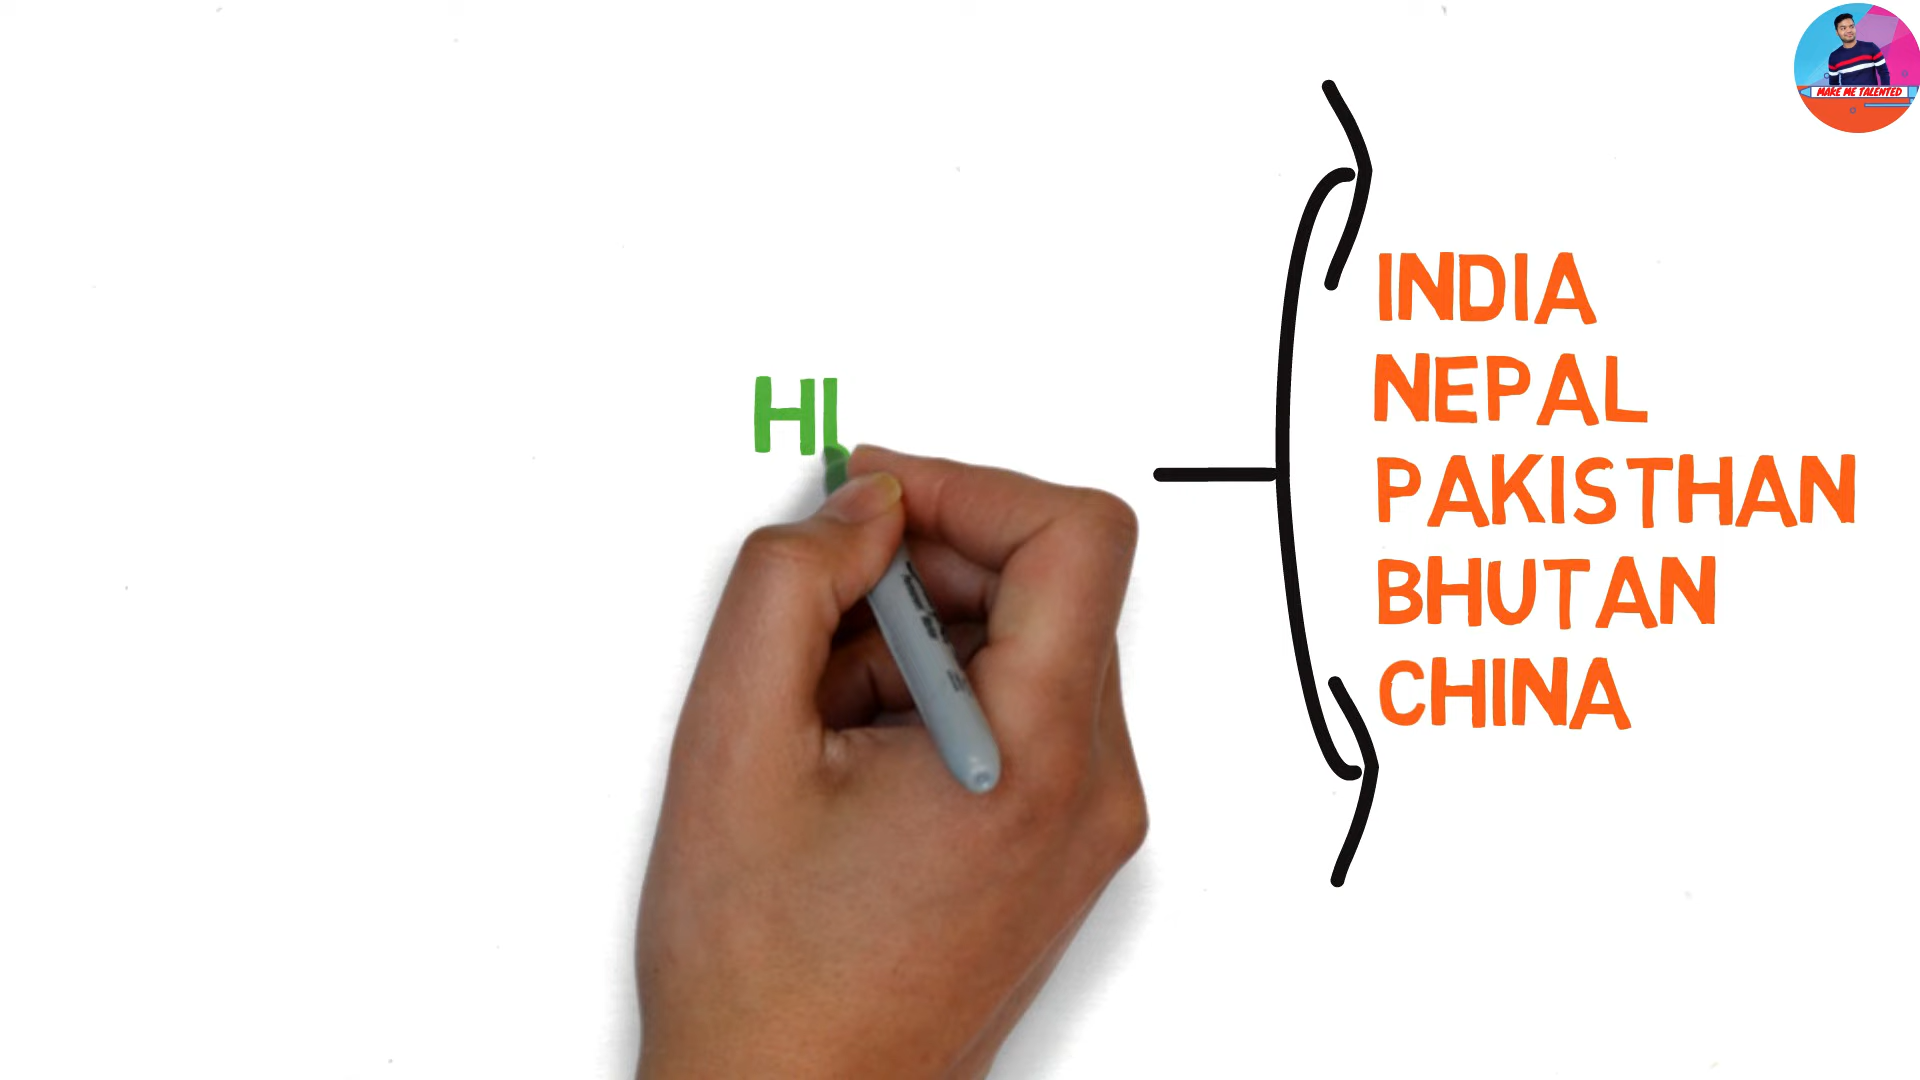 MAKE ME TALENTED
INDIA
NEPAL
HI
PAKISTHAN
BHUTAN
CHINA